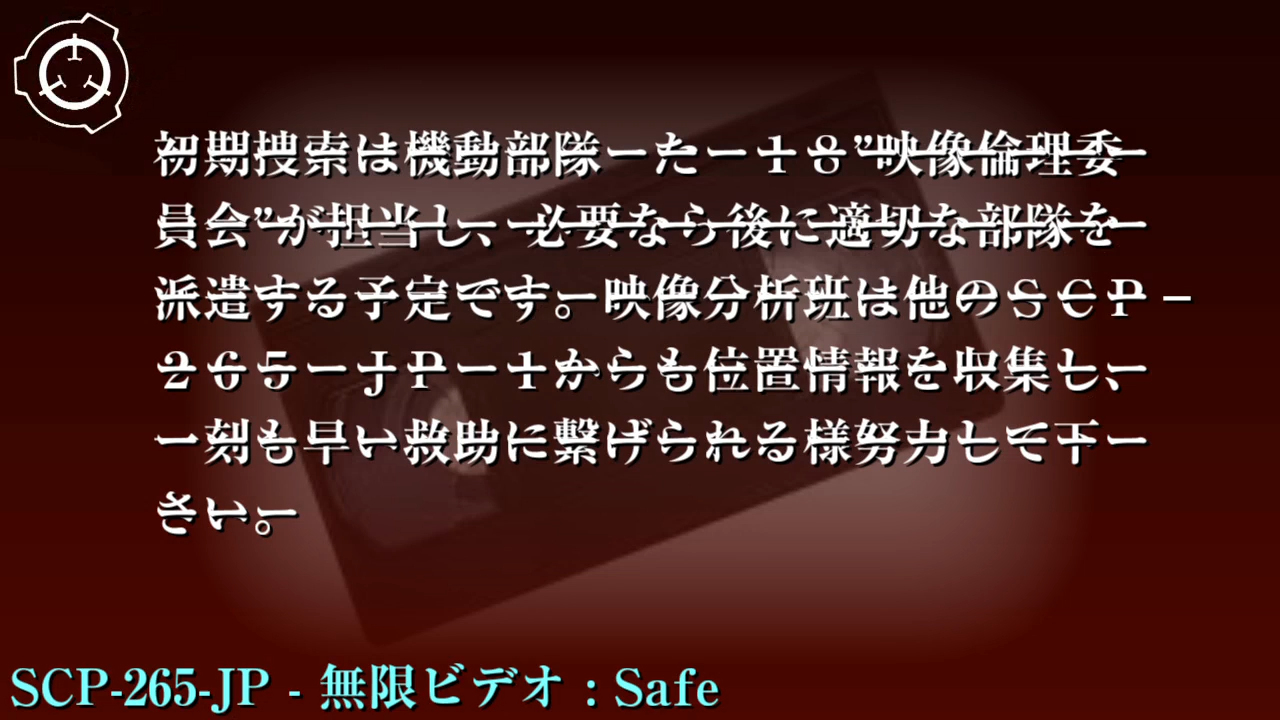 初期捜索は機動部隊－た－１８”映像倫理委
員会”が担当し、必要なら後に適切な部隊を
派遣する予定です。映像分析班は他のＳＣＰ－
２６５－ＪＰ－１からも位置情報を収集し、
一刻も早い救助に繋げられる様努力して下
さい。
SCP-265-JP - 無限ビデオ : Safe